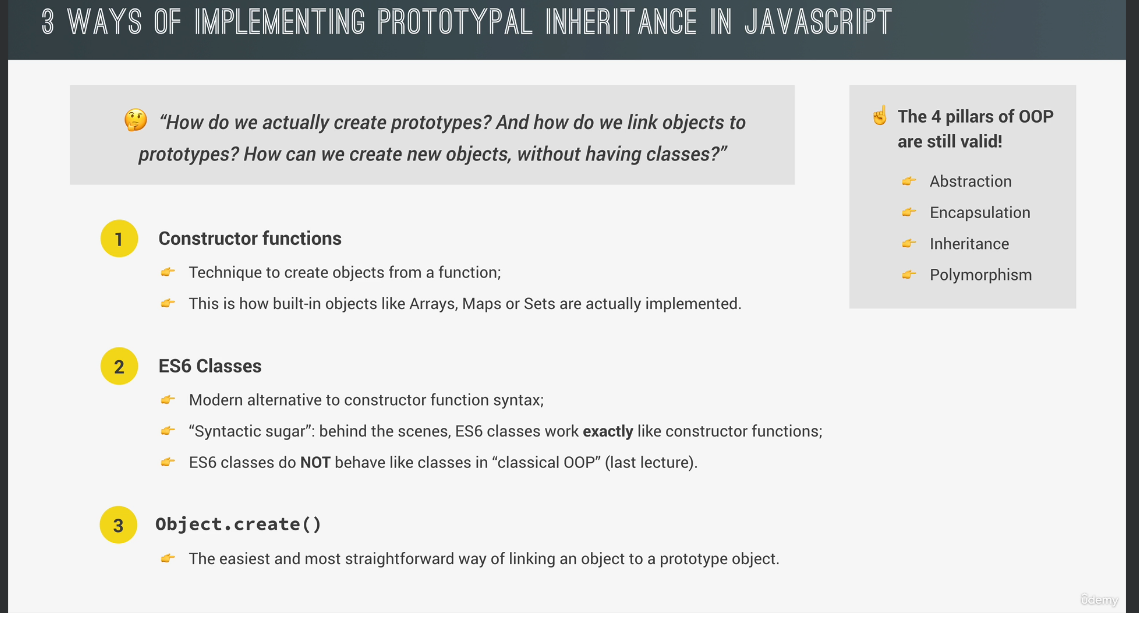 3 WAYS OF IMPLEMENTING PROTOTYPAL INHERITANCE IN JAVASCRIPT
🤔 “How do we actually create prototypes? And how do we link objects to
prototypes? How can we create new objects, without having classes?”
1 Constructor functions
👉 Technique to create objects from a function;
👉 This is how built-in objects like Arrays, Maps or Sets are actually implemented.
2 ES6 Classes
👉 Modern alternative to constructor function syntax;
👉 “Syntactic sugar”: behind the scenes, ES6 classes work exactly like constructor functions;
👉 ES6 classes do NOT behave like classes in “classical OOP” (last lecture).
3 Object.create()
👉 The easiest and most straightforward way of linking an object to a prototype object.
☝️ The 4 pillars of OOP
are still valid!
👉 Abstraction
👉 Encapsulation
👉 Inheritance
👉 Polymorphism
Udemy